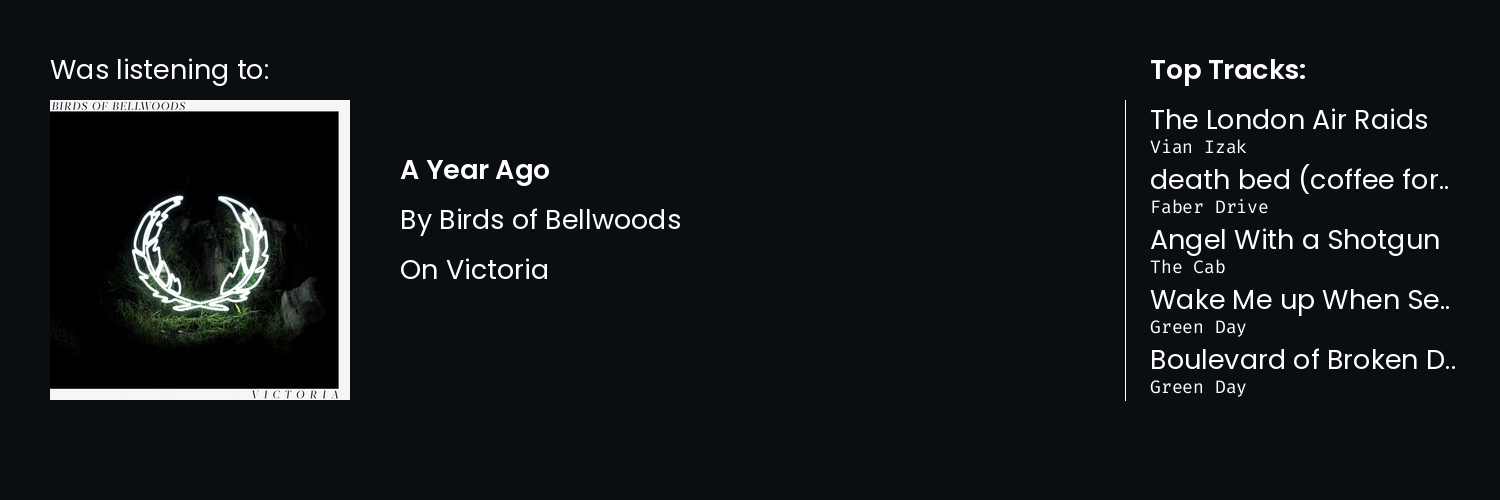 Was listening to:
BIRDS OF BELLWOODS
VICTORIA
A Year Ago
By Birds of Bellwoods
On Victoria
Top Tracks:
The London Air Raids
Vian Izak
death bed (coffee for..
Faber Drive
Angel With a Shotgun
The Cab
Wake Me up When Se..
Green Day
Boulevard of Broken D..
Green Day